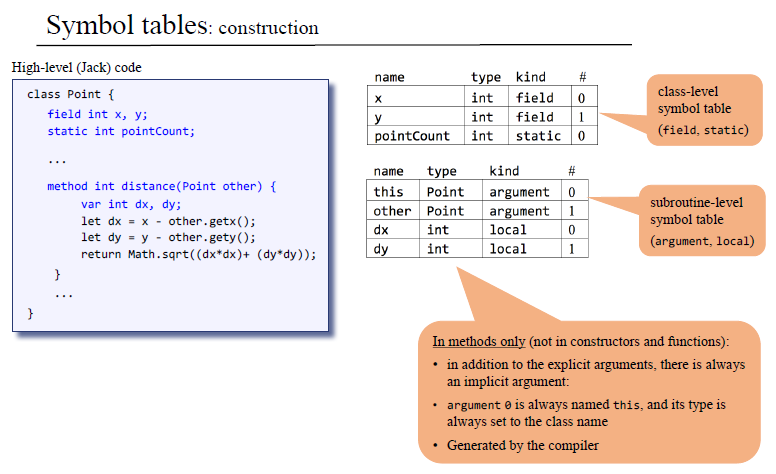 Symbol tables: construction
High-level (Jack) code
class Point {
field int x, y;
static int pointCount;
...
method int distance(Point other) {
var int dx, dy;
let dx = x - other.getx();
let dy = y - other.gety();
return Math.sqrt((dx*dx)+ (dy*dy));
}
...
}
name type kind #
x int field 0
y int field 1
pointCount int static 0
class-level
symbol table
(field, static)
name type kind #
this Point argument 0
other Point argument 1
dx int local 0
dy int local 1
subroutine-level
symbol table
(argument, local)
In methods only (not in constructors and functions):
• in addition to the explicit arguments, there is always
an implicit argument:
• argument 0 is always named this, and its type is
always set to the class name
• Generated by the compiler